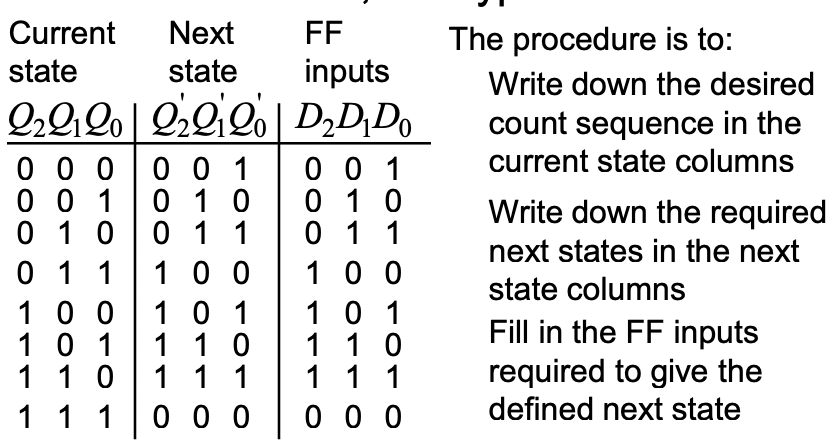 Current Next FF
state state inputs
Q2Q1Q0 Q'2Q'1Q'0 D2D1D0
0 0 0 0 0 1 0 0 1
0 0 1 0 1 0 0 1 0
0 1 0 0 1 1 0 1 1
0 1 1 1 0 0 1 0 0
1 0 0 1 0 1 1 0 1
1 0 1 1 1 0 1 1 0
1 1 0 1 1 1 1 1 1
1 1 1 0 0 0 0 0 0
The procedure is to:
Write down the desired
count sequence in the
current state columns
Write down the required
next states in the next
state columns
Fill in the FF inputs
required to give the
defined next state